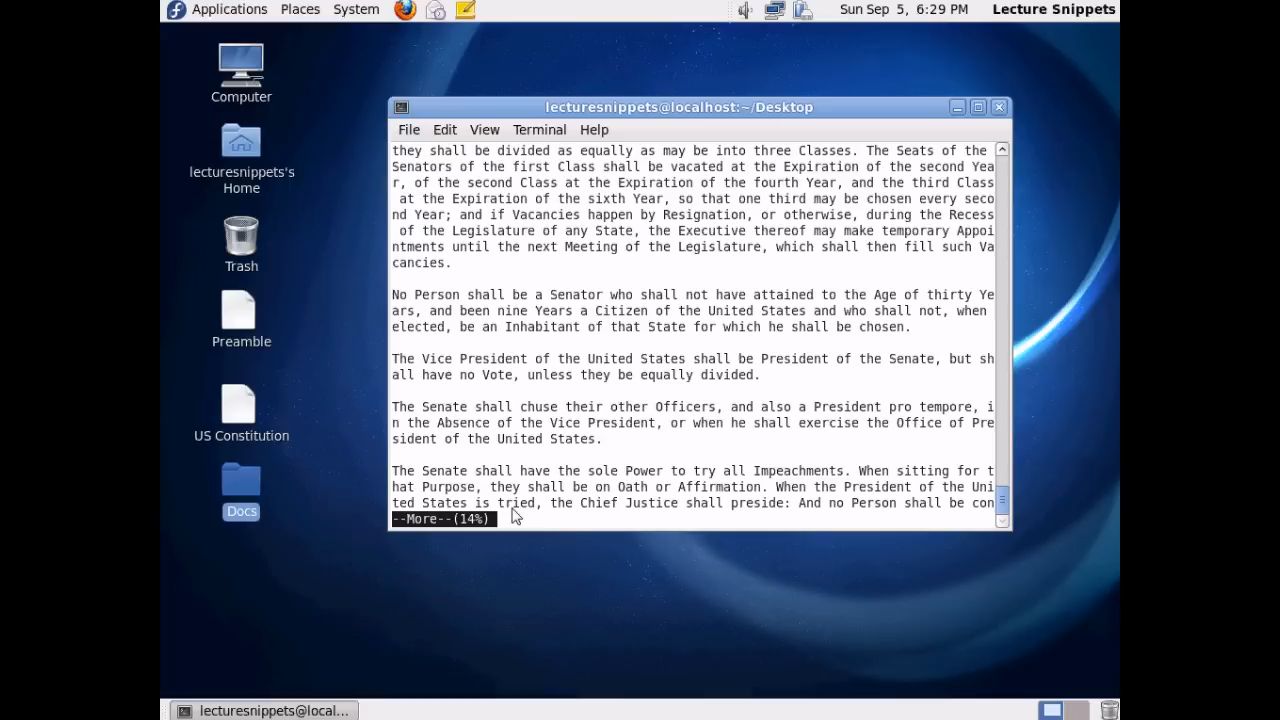 Applications Places System Sun Sep 5, 6:29 PM Lecture Snippets
Computer
lecturesnippets's
Home
Trash
Preamble
US Constitution
Docs
lecturesnippets@localhost:~/Desktop
File Edit View Terminal Help
they shall be divided as equally as may be into three Classes. The Seats of the
Senators of the first Class shall be vacated at the Expiration of the second Yea
r, of the second Class at the Expiration of the fourth Year, and the third Class
at the Expiration of the sixth Year, so that one third may be chosen every seco
nd Year; and if Vacancies happen by Resignation, or otherwise, during the Recess
of the Legislature of any State, the Executive thereof may make temporary Appoi
ntments until the next Meeting of the Legislature, which shall then fill such Va
cancies.
No Person shall be a Senator who shall not have attained to the Age of thirty Ye
ars, and been nine Years a Citizen of the United States and who shall not, when
elected, be an Inhabitant of that State for which he shall be chosen.
The Vice President of the United States shall be President of the Senate, but sh
all have no Vote, unless they be equally divided.
The Senate shall chuse their other Officers, and also a President pro tempore, i
n the Absence of the Vice President, or when he shall exercise the Office of Pre
sident of the United States.
The Senate shall have the sole Power to try all Impeachments. When sitting for t
hat Purpose, they shall be on Oath or Affirmation. When the President of the Uni
ted States is tried, the Chief Justice shall preside: And no Person shall be con
--More--(14%)
lecturesnippets@local...